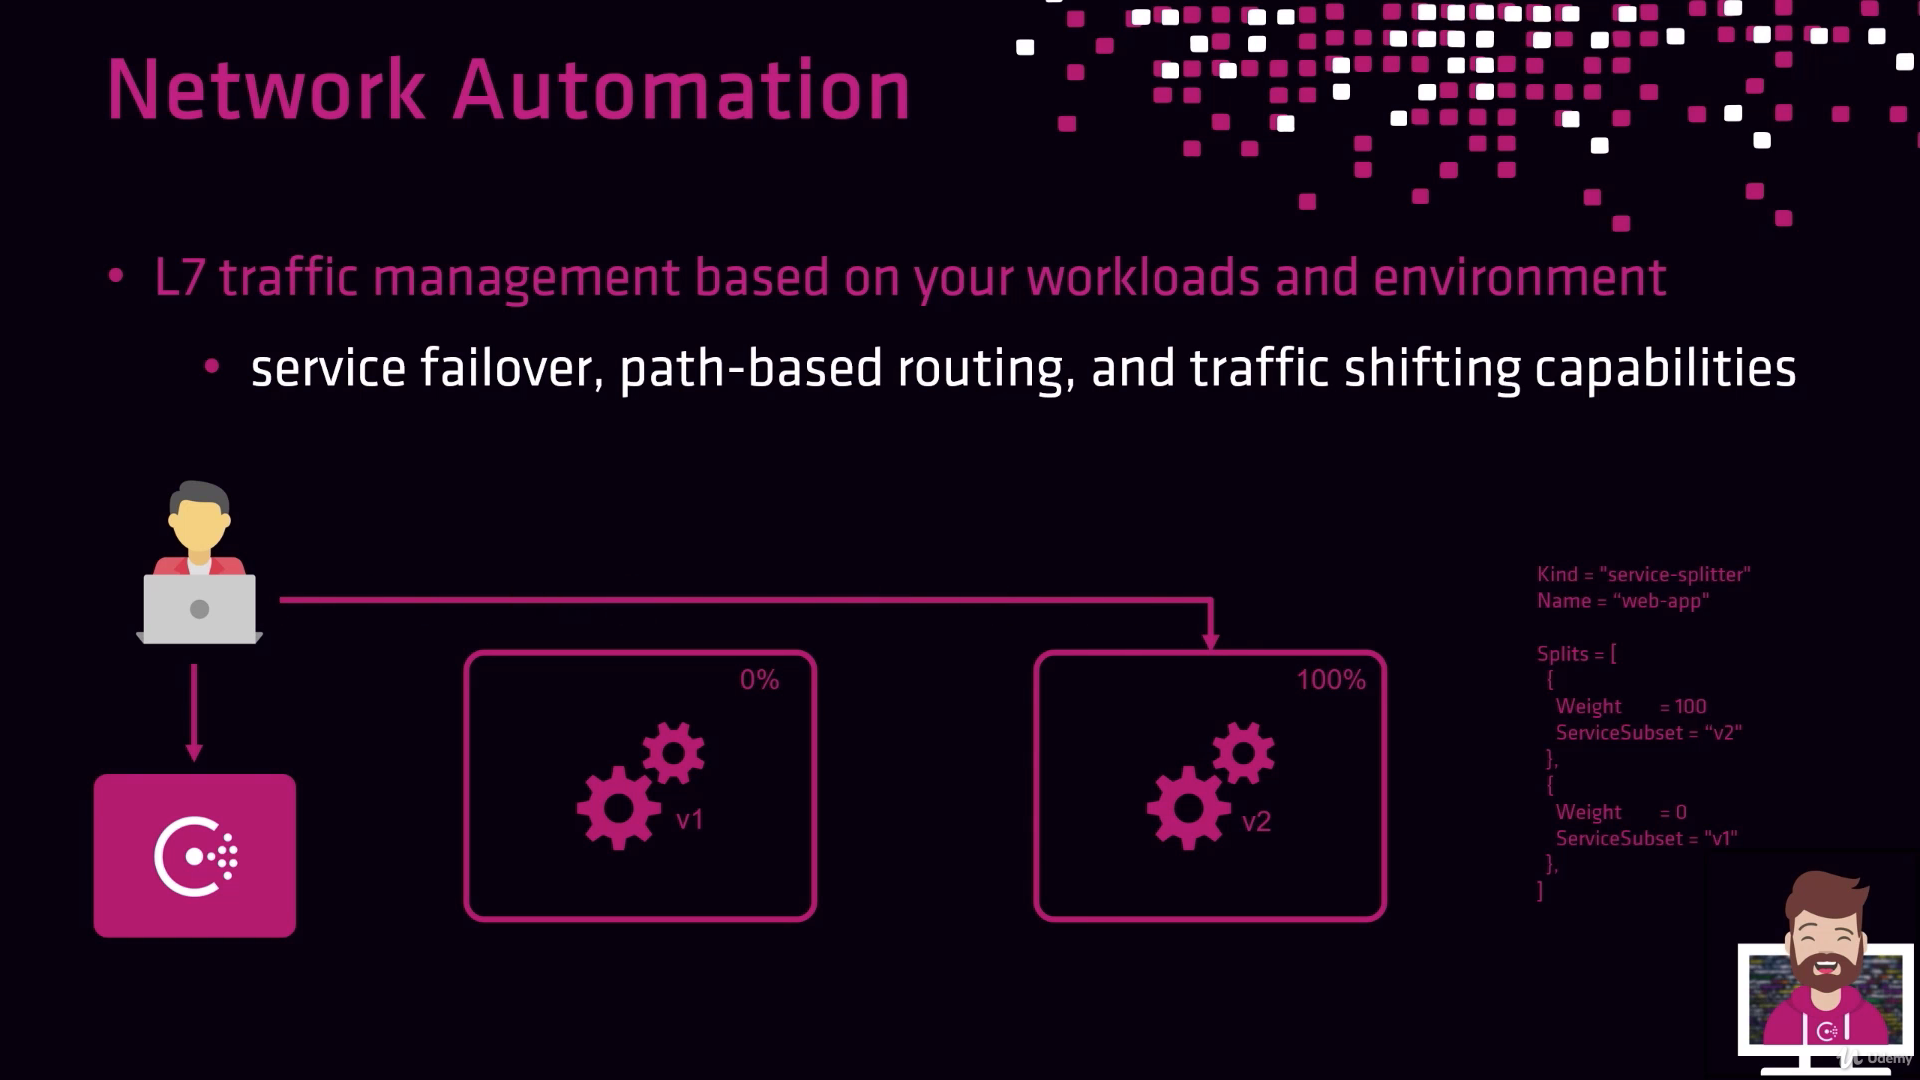 Network Automation
• L7 traffic management based on your workloads and environment
• service failover, path-based routing, and traffic shifting capabilities
0%
v1
100%
v2
Kind = "service-splitter"
Name = “web-app"
Splits = [
{
Weight = 100
ServiceSubset = “v2"
},
{
Weight = 0
ServiceSubset = "v1"
},
]
Udemy